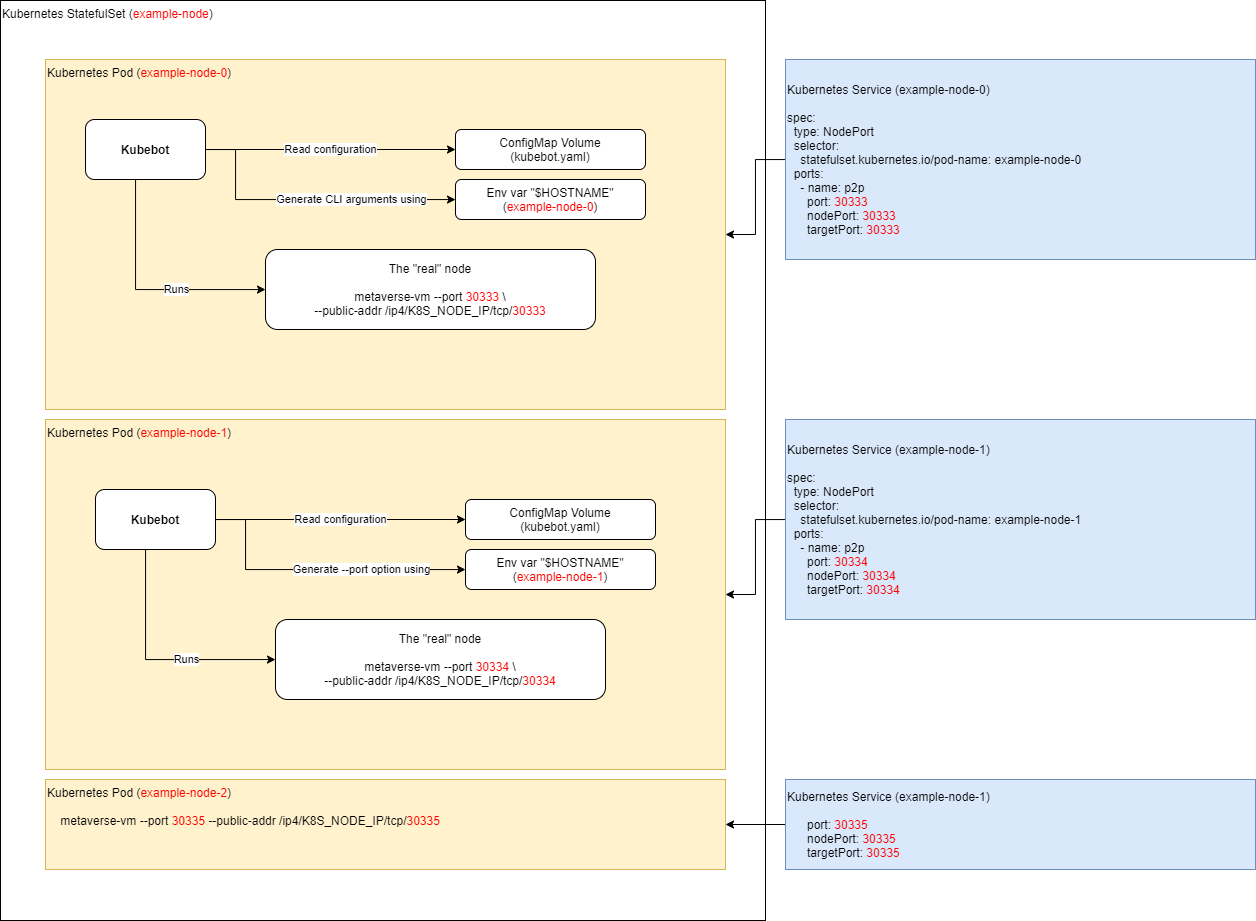 Kubernetes StatefulSet (example-node)
Kubernetes Pod (example-node-0)
Kubebot
Read configuration
ConfigMap Volume
(kubebot.yaml)
Generate CLI arguments using
Env var "$HOSTNAME"
(example-node-0)
Runs
The "real" node
metaverse-vm --port 30333 \
--public-addr /ip4/K8S_NODE_IP/tcp/30333
Kubernetes Service (example-node-0)
spec:
type: NodePort
selector:
statefulset.kubernetes.io/pod-name: example-node-0
ports:
- name: p2p
port: 30333
nodePort: 30333
targetPort: 30333
Kubernetes Pod (example-node-1)
Kubebot
Read configuration
ConfigMap Volume
(kubebot.yaml)
Generate --port option using
Env var "$HOSTNAME"
(example-node-1)
Runs
The "real" node
metaverse-vm --port 30334 \
--public-addr /ip4/K8S_NODE_IP/tcp/30334
Kubernetes Service (example-node-1)
spec:
type: NodePort
selector:
statefulset.kubernetes.io/pod-name: example-node-1
ports:
- name: p2p
port: 30334
nodePort: 30334
targetPort: 30334
Kubernetes Pod (example-node-2)
metaverse-vm --port 30335 --public-addr /ip4/K8S_NODE_IP/tcp/30335
Kubernetes Service (example-node-1)
port: 30335
nodePort: 30335
targetPort: 30335